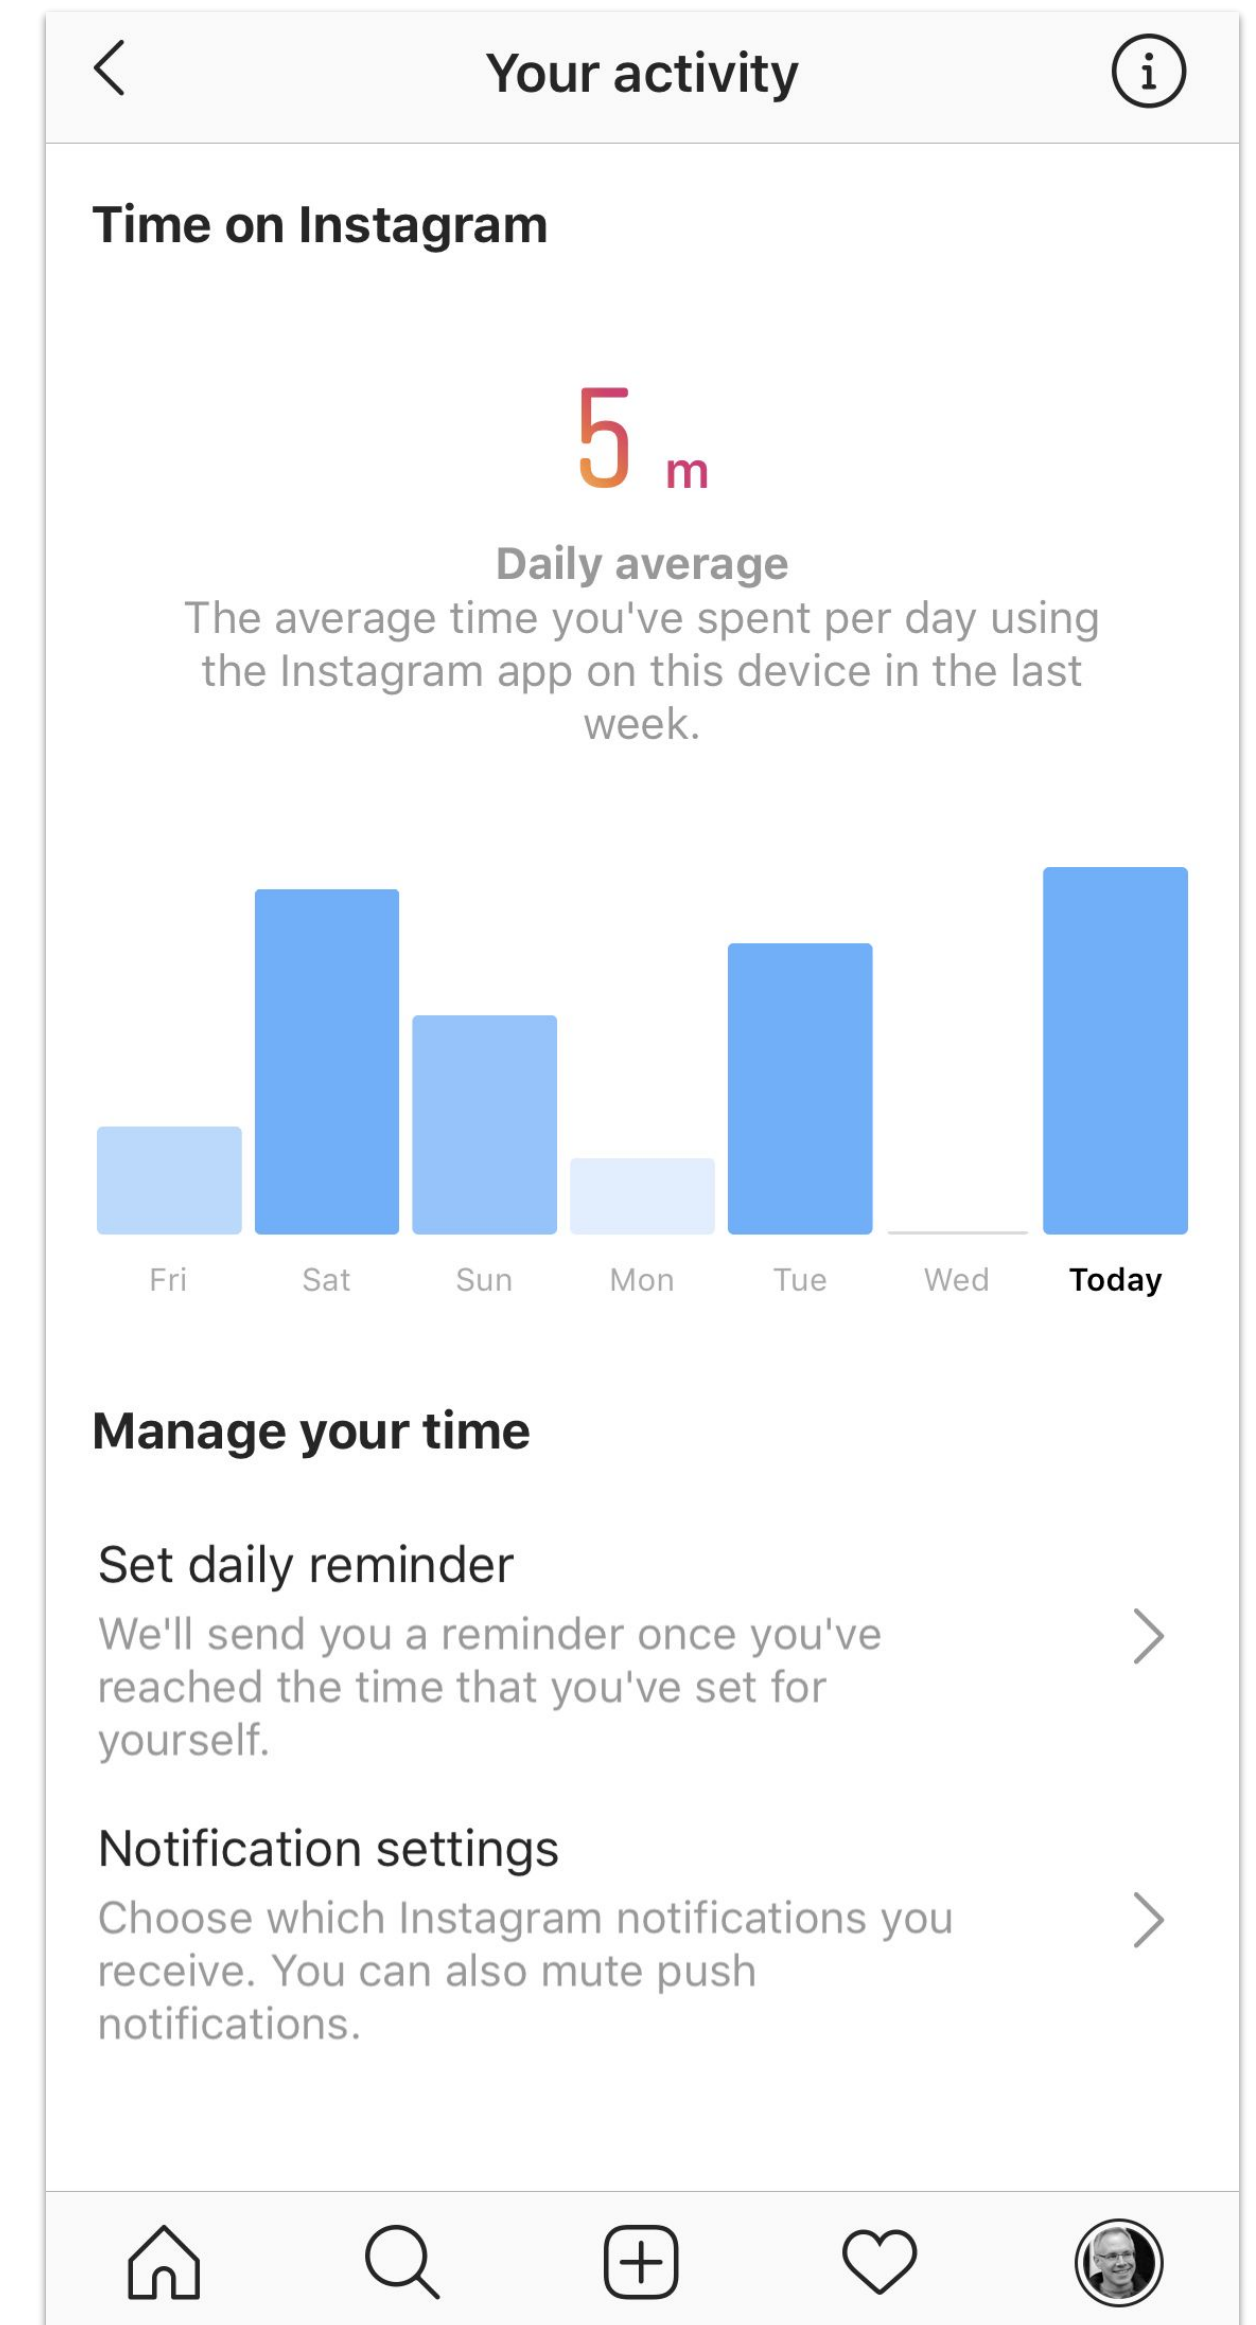 Your activity
Time on Instagram
5 m
Daily average
The average time you've spent per day using
the Instagram app on this device in the last
week.
Fri Sat Sun Mon Tue Wed Today
Manage your time
Set daily reminder
We'll send you a reminder once you've
reached the time that you've set for
yourself.
Notification settings
Choose which Instagram notifications you
receive. You can also mute push
notifications.